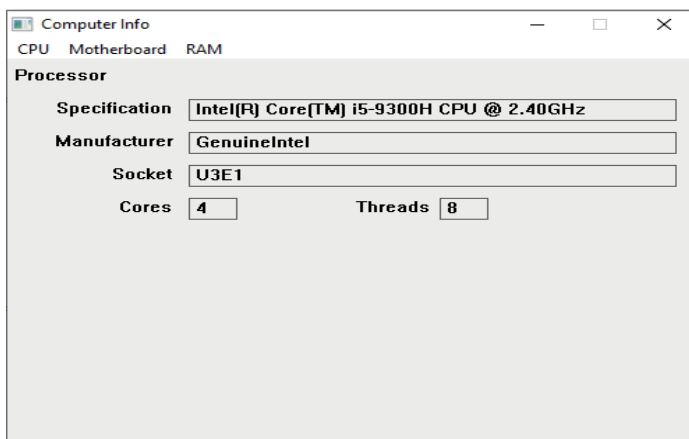 Computer Info
CPU Motherboard RAM
Processor
Specification Intel(R) Core(TM) i5-9300H CPU @ 2.40GHz
Manufacturer GenuineIntel
Socket U3E1
Cores 4 Threads 8